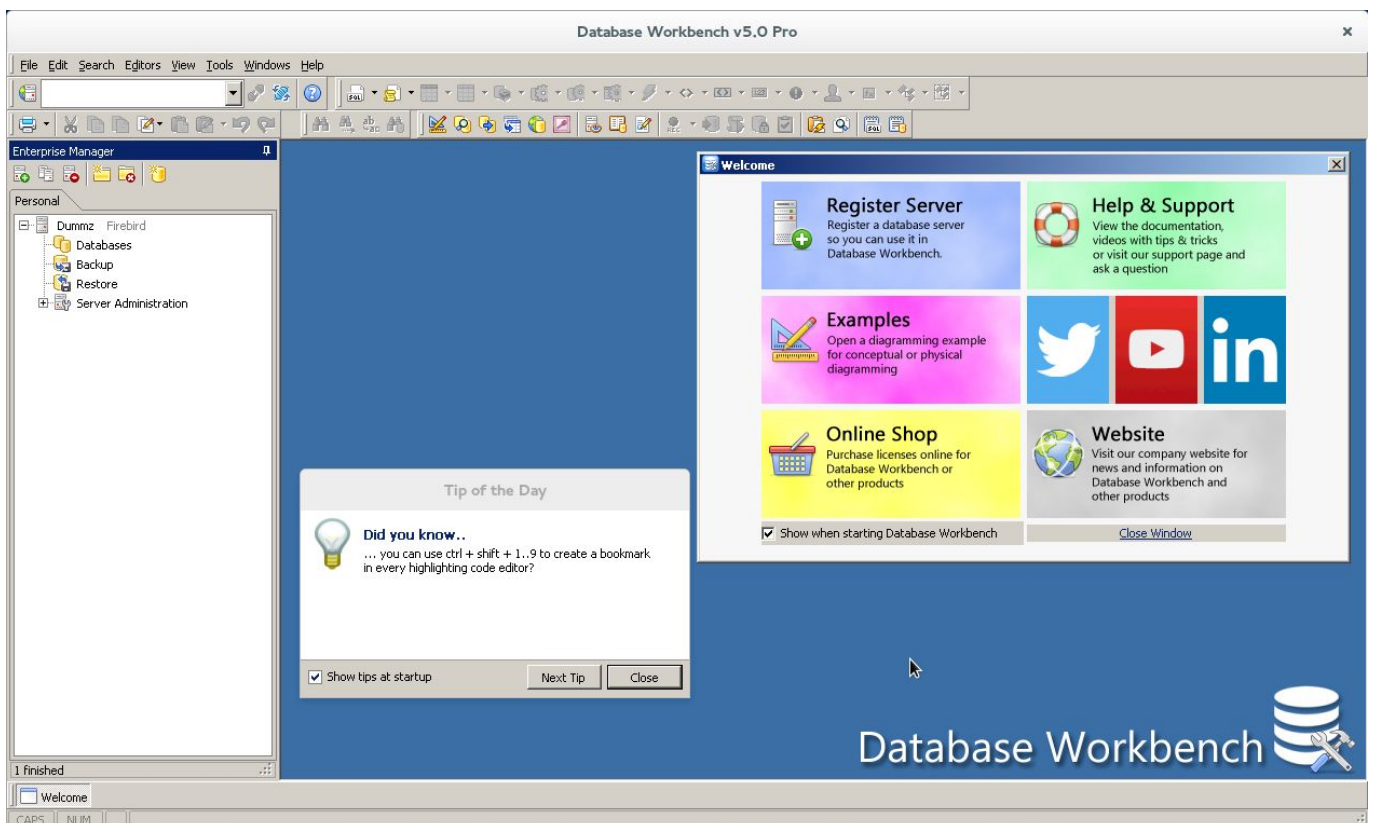 Database Workbench v5.0 Pro
File Edit Search Editors View Tools Windows Help
Enterprise Manager
Personal
Dummz Firebird
Databases
Backup
Restore
Server Administration
1 finished
Welcome
Register Server
Register a database server
so you can use it in
Database Workbench.
Help & Support
View the documentation,
videos with tips & tricks
or visit our support page and
ask a question
Examples
Open a diagramming example
for conceptual or physical
diagramming
in
Online Shop
Purchase licenses online for
Database Workbench or
other products
Website
Visit our company website for
news and information on
Database Workbench and
other products
Show when starting Database Workbench
Close Window
Tip of the Day
Did you know..
... you can use ctrl + shift + 1..9 to create a bookmark
in every highlighting code editor?
Show tips at startup
Next Tip
Close
Database Workbench
Welcome
CAPS NUM